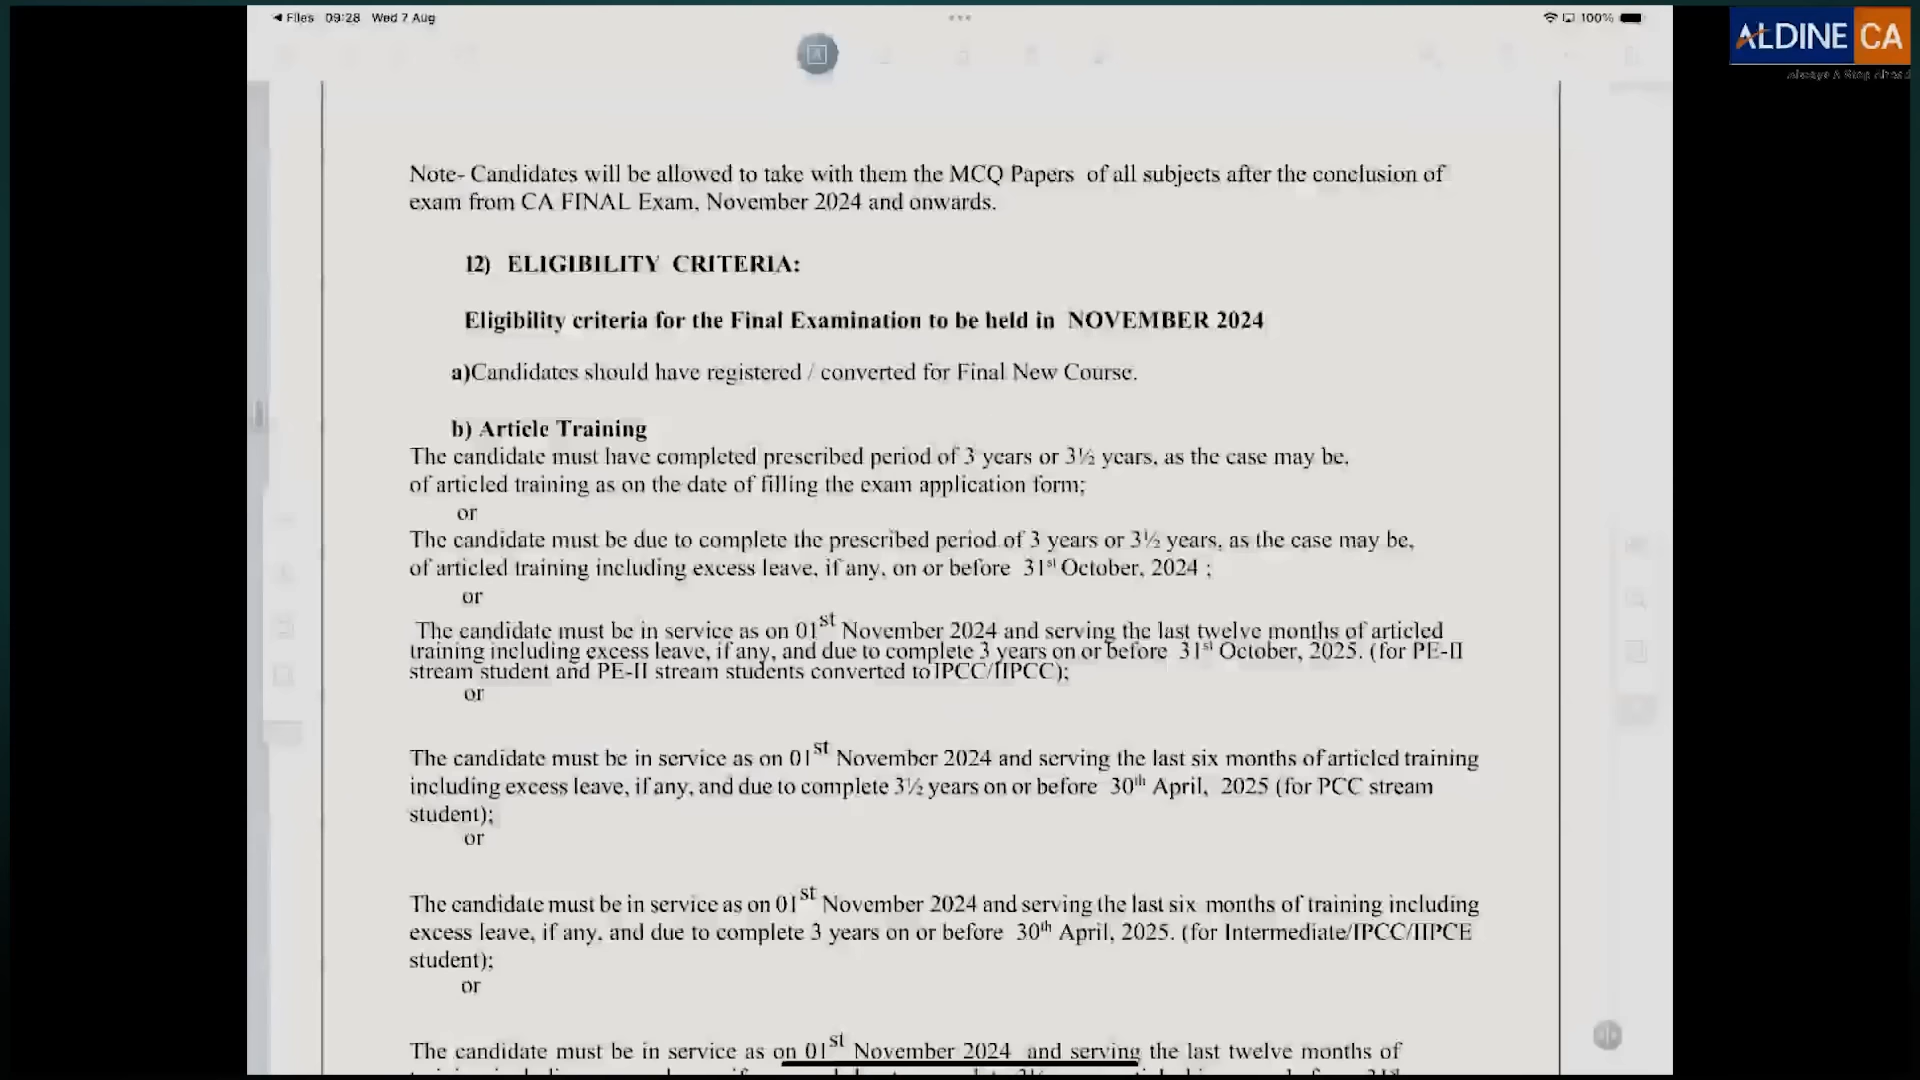 Files 09:28 Wed 7 Aug
100%
ALDINE CA
Always A Step Ahead
Note- Candidates will be allowed to take with them the MCQ Papers of all subjects after the conclusion of
exam from CA FINAL Exam, November 2024 and onwards.
12) ELIGIBILITY CRITERIA:
Eligibility criteria for the Final Examination to be held in NOVEMBER 2024
a)Candidates should have registered / converted for Final New Course.
b) Article Training
The candidate must have completed prescribed period of 3 years or 3½ years, as the case may be,
of articled training as on the date of filling the exam application form;
or
The candidate must be due to complete the prescribed period of 3 years or 3½ years, as the case may be,
of articled training including excess leave, if any, on or before 31st October, 2024 ;
or
The candidate must be in service as on 01st November 2024 and serving the last twelve months of articled
training including excess leave, if any, and due to complete 3 years on or before 31st October, 2025. (for PE-II
stream student and PE-II stream students converted to IPCC/IIPCC);
or
The candidate must be in service as on 01st November 2024 and serving the last six months of articled training
including excess leave, if any, and due to complete 3½ years on or before 30th April, 2025 (for PCC stream
student);
or
The candidate must be in service as on 01st November 2024 and serving the last six months of training including
excess leave, if any, and due to complete 3 years on or before 30th April, 2025. (for Intermediate/IPCC/IIPCE
student);
or
The candidate must be in service as on 01st November 2024 and serving the last twelve months of